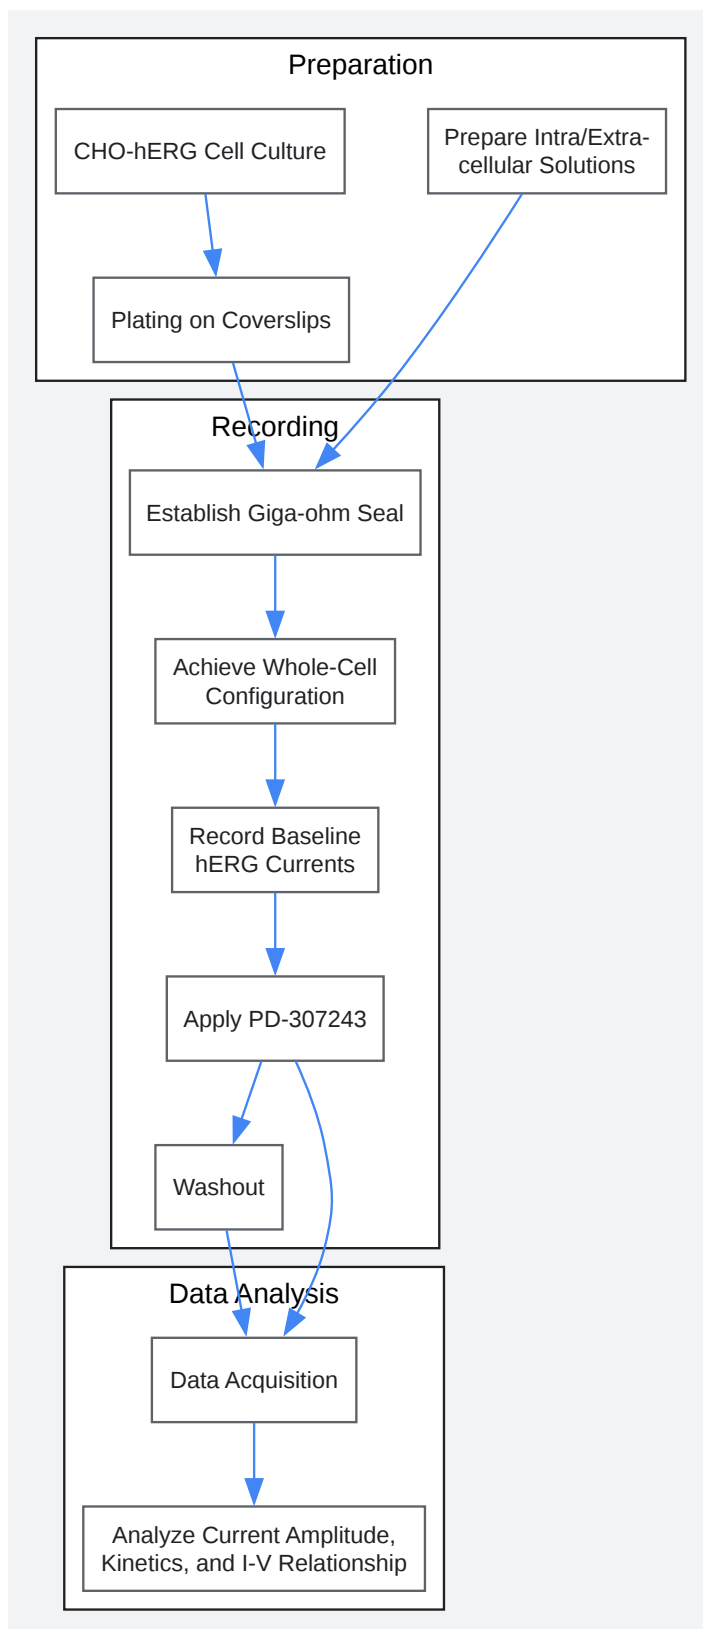 Preparation
CHO-hERG Cell Culture
Prepare Intra/Extra-
cellular Solutions
Plating on Coverslips
Recording
Establish Giga-ohm Seal
Achieve Whole-Cell
Configuration
Record Baseline
hERG Currents
Apply PD-307243
Washout
Data Analysis
Data Acquisition
Analyze Current Amplitude,
Kinetics, and I-V Relationship